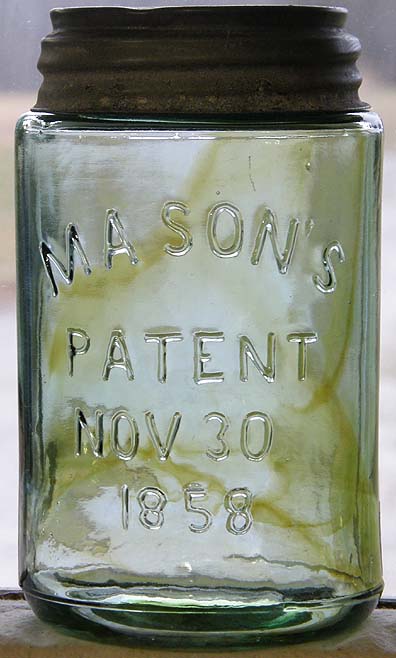 MASON'S
PATENT
NOV 30
1858